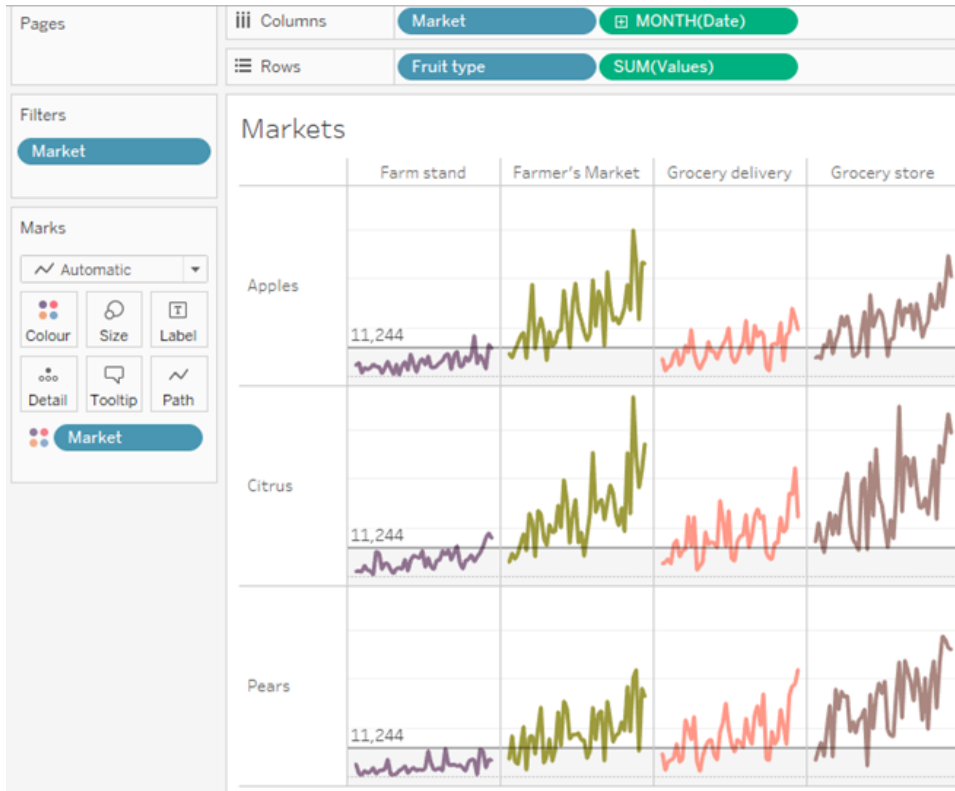 Pages
Columns Market MONTH(Date)
Rows Fruit type SUM(Values)
Filters
Market
Marks
Automatic
Colour Size Label
Detail Tooltip Path
Market
Markets
Farm stand Farmer's Market Grocery delivery Grocery store
Apples
11,244
Citrus
11,244
Pears
11,244